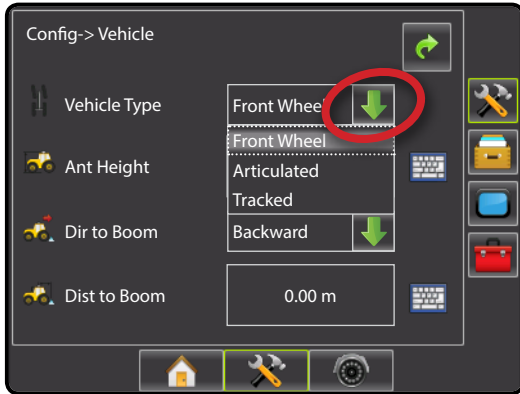 Config-> Vehicle
Vehicle Type
Front Wheel
Front Wheel
Ant Height
Articulated
Tracked
Dir to Boom
Backward
Dist to Boom
0.00 m